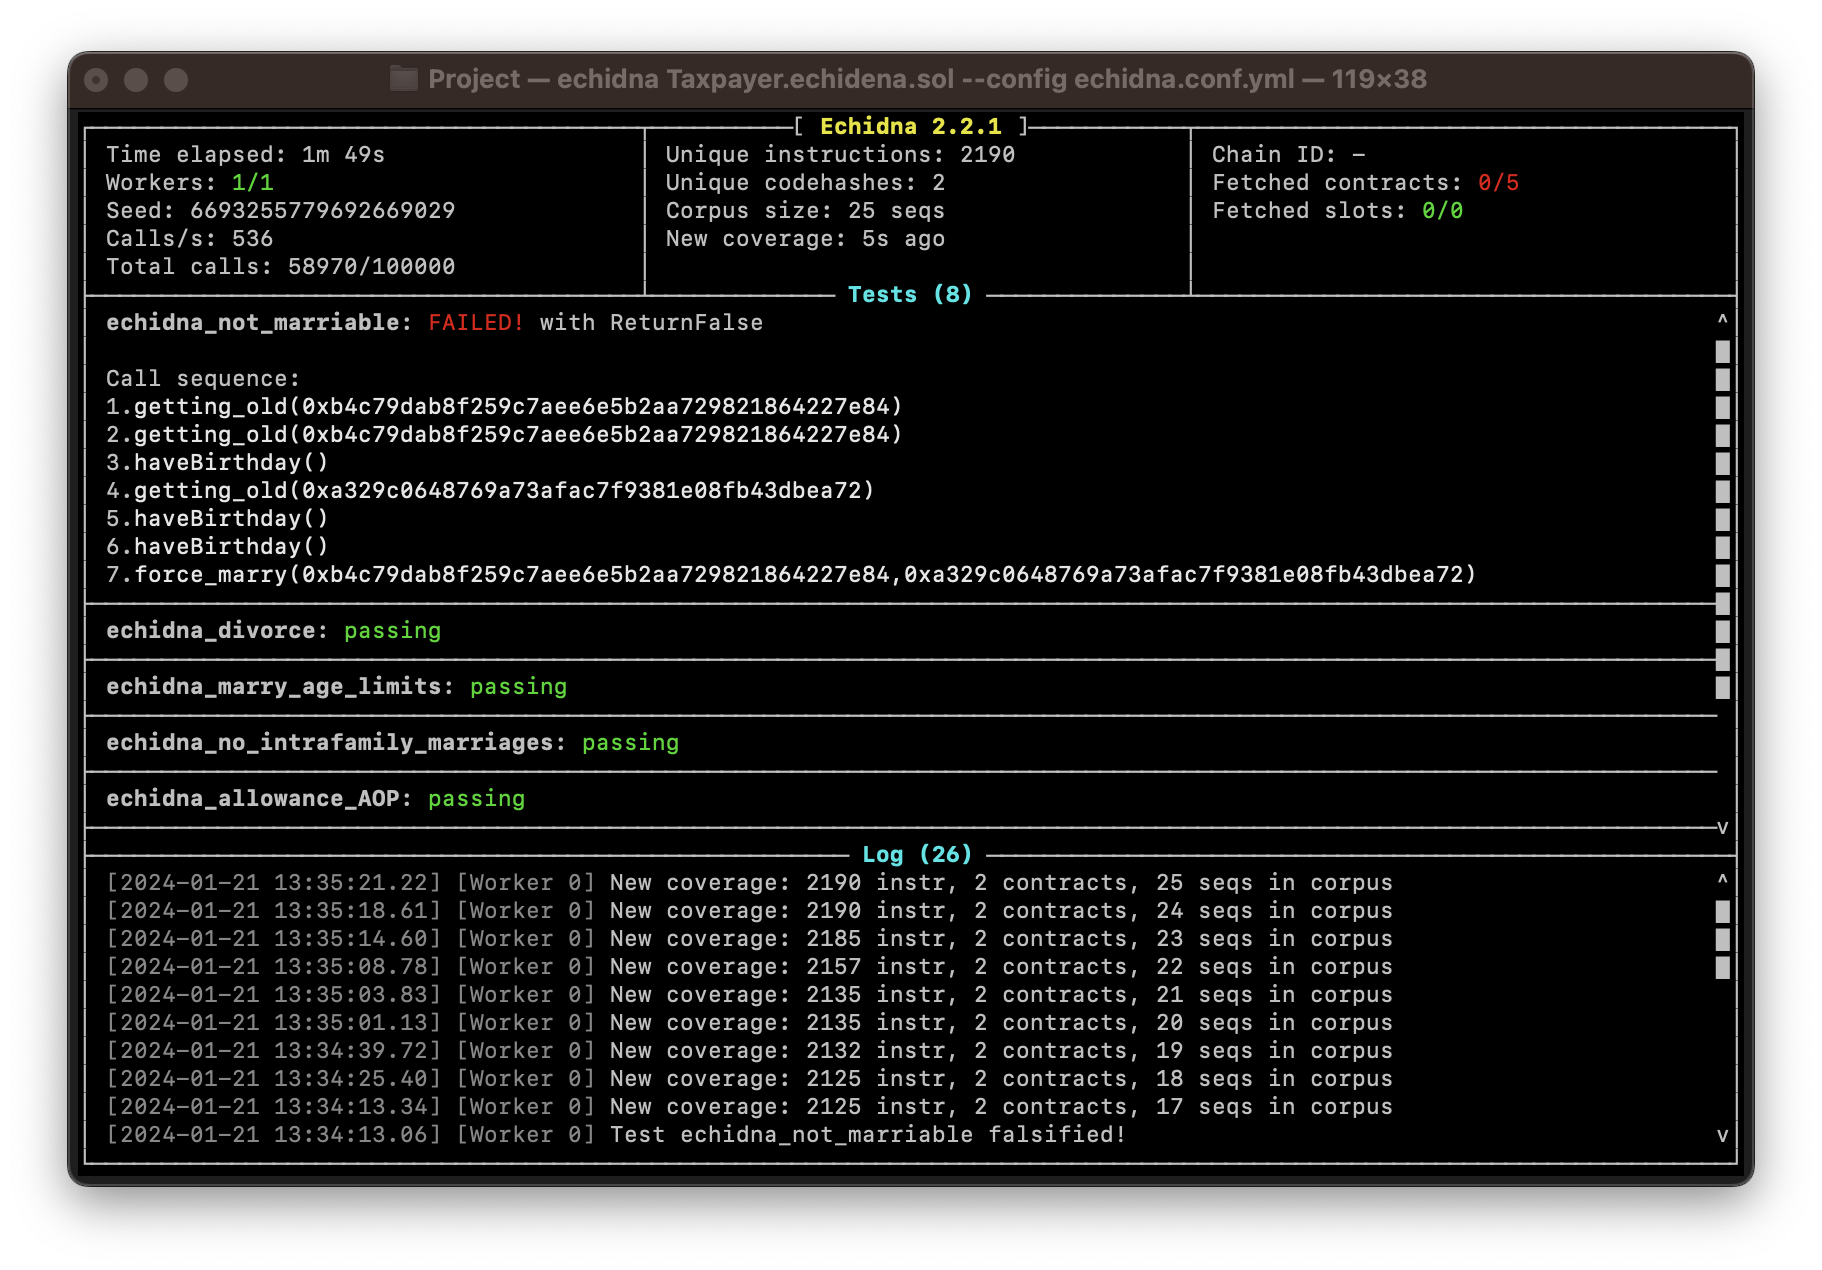 Project — echidna Taxpayer.echidena.sol --config echidna.conf.yml — 119×38
[ Echidna 2.2.1 ]
Time elapsed: 1m 49s
Workers: 1/1
Seed: 6693255779692669029
Calls/s: 536
Total calls: 58970/100000
Unique instructions: 2190
Unique codehashes: 2
Corpus size: 25 seqs
New coverage: 5s ago
Chain ID: -
Fetched contracts: 0/5
Fetched slots: 0/0
Tests (8)
echidna_not_marriable: FAILED! with ReturnFalse
Call sequence:
1.getting_old(0xb4c79dab8f259c7aee6e5b2aa729821864227e84)
2.getting_old(0xb4c79dab8f259c7aee6e5b2aa729821864227e84)
3.haveBirthday()
4.getting_old(0xa329c0648769a73afac7f9381e08fb43dbea72)
5.haveBirthday()
6.haveBirthday()
7.force_marry(0xb4c79dab8f259c7aee6e5b2aa729821864227e84,0xa329c0648769a73afac7f9381e08fb43dbea72)
echidna_divorce: passing
echidna_marry_age_limits: passing
echidna_no_intrafamily_marriages: passing
echidna_allowance_AOP: passing
Log (26)
[2024-01-21 13:35:21.22] [Worker 0] New coverage: 2190 instr, 2 contracts, 25 seqs in corpus
[2024-01-21 13:35:18.61] [Worker 0] New coverage: 2190 instr, 2 contracts, 24 seqs in corpus
[2024-01-21 13:35:14.60] [Worker 0] New coverage: 2185 instr, 2 contracts, 23 seqs in corpus
[2024-01-21 13:35:08.78] [Worker 0] New coverage: 2157 instr, 2 contracts, 22 seqs in corpus
[2024-01-21 13:35:03.83] [Worker 0] New coverage: 2135 instr, 2 contracts, 21 seqs in corpus
[2024-01-21 13:35:01.13] [Worker 0] New coverage: 2135 instr, 2 contracts, 20 seqs in corpus
[2024-01-21 13:34:39.72] [Worker 0] New coverage: 2132 instr, 2 contracts, 19 seqs in corpus
[2024-01-21 13:34:25.40] [Worker 0] New coverage: 2125 instr, 2 contracts, 18 seqs in corpus
[2024-01-21 13:34:13.34] [Worker 0] New coverage: 2125 instr, 2 contracts, 17 seqs in corpus
[2024-01-21 13:34:13.06] [Worker 0] Test echidna_not_marriable falsified!